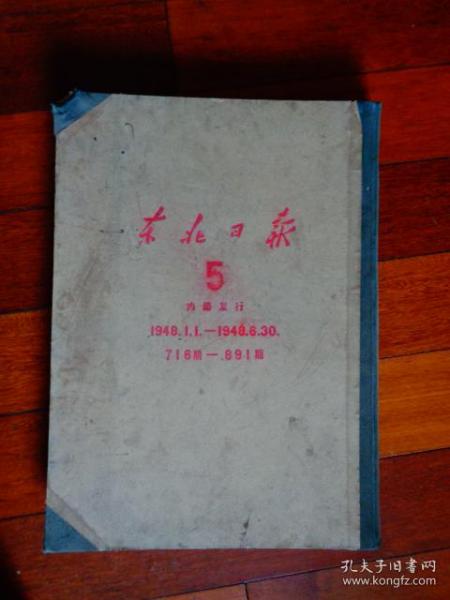 东北日报
5
内部发行
1948.1.1.—1948.6.30.
716期—891期
孔夫子旧书网
www.kongfz.com